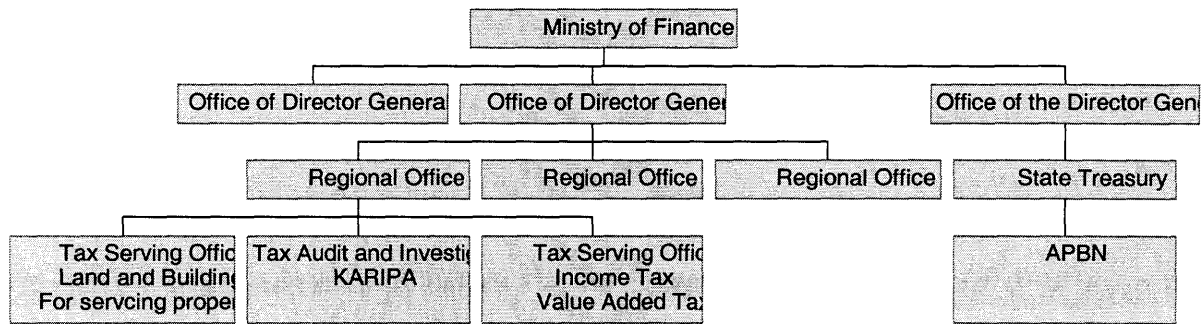 Ministry of Finance
Office of Director Genera
Office of Director Gener
Office of the Director Gen
Regional Office
Regional Office
Regional Office
State Treasury
Tax Serving Offic
Land and Building
For servcing proper
Tax Audit and Investig
KARIPA
Tax Serving Offic
Income Tax
Value Added Tax
APBN